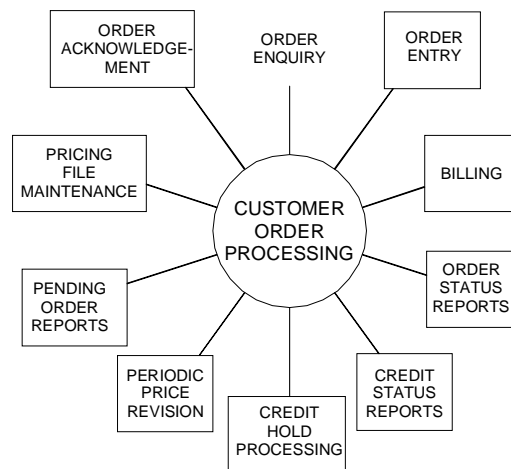 ORDER
ACKNOWLEDGE-
MENT
ORDER
ENQUIRY
ORDER
ENTRY
PRICING
FILE
MAINTENANCE
BILLING
CUSTOMER
ORDER
PROCESSING
PENDING
ORDER
REPORTS
ORDER
STATUS
REPORTS
PERIODIC
PRICE
REVISION
CREDIT
HOLD
PROCESSING
CREDIT
STATUS
REPORTS